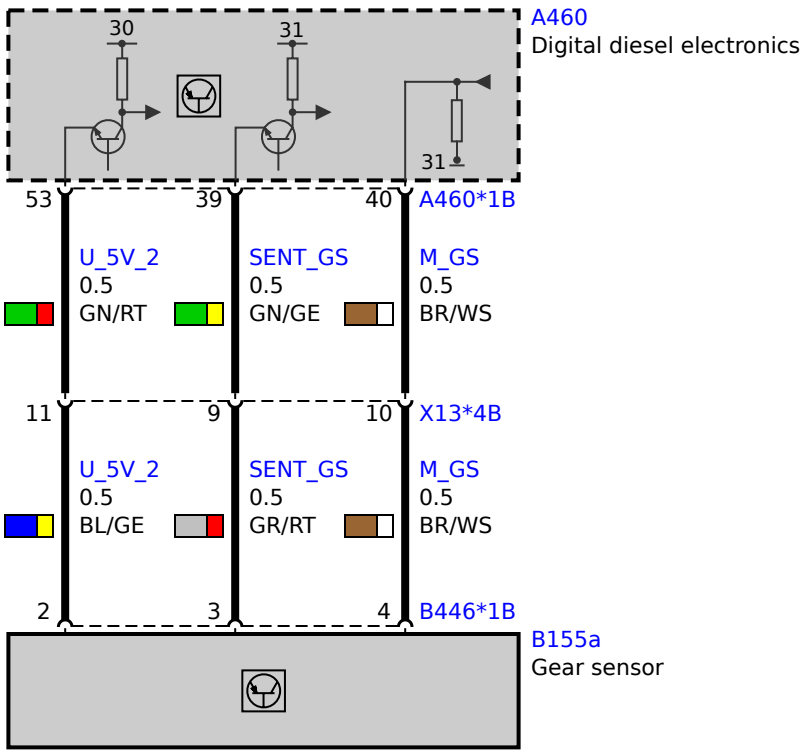 A460
Digital diesel electronics
30
31
31
53
39
40
A460*1B
U_5V_2
0.5
GN/RT
SENT_GS
0.5
GN/GE
M_GS
0.5
BR/WS
11
9
10
X13*4B
U_5V_2
0.5
BL/GE
SENT_GS
0.5
GR/RT
M_GS
0.5
BR/WS
2
3
4
B446*1B
B155a
Gear sensor